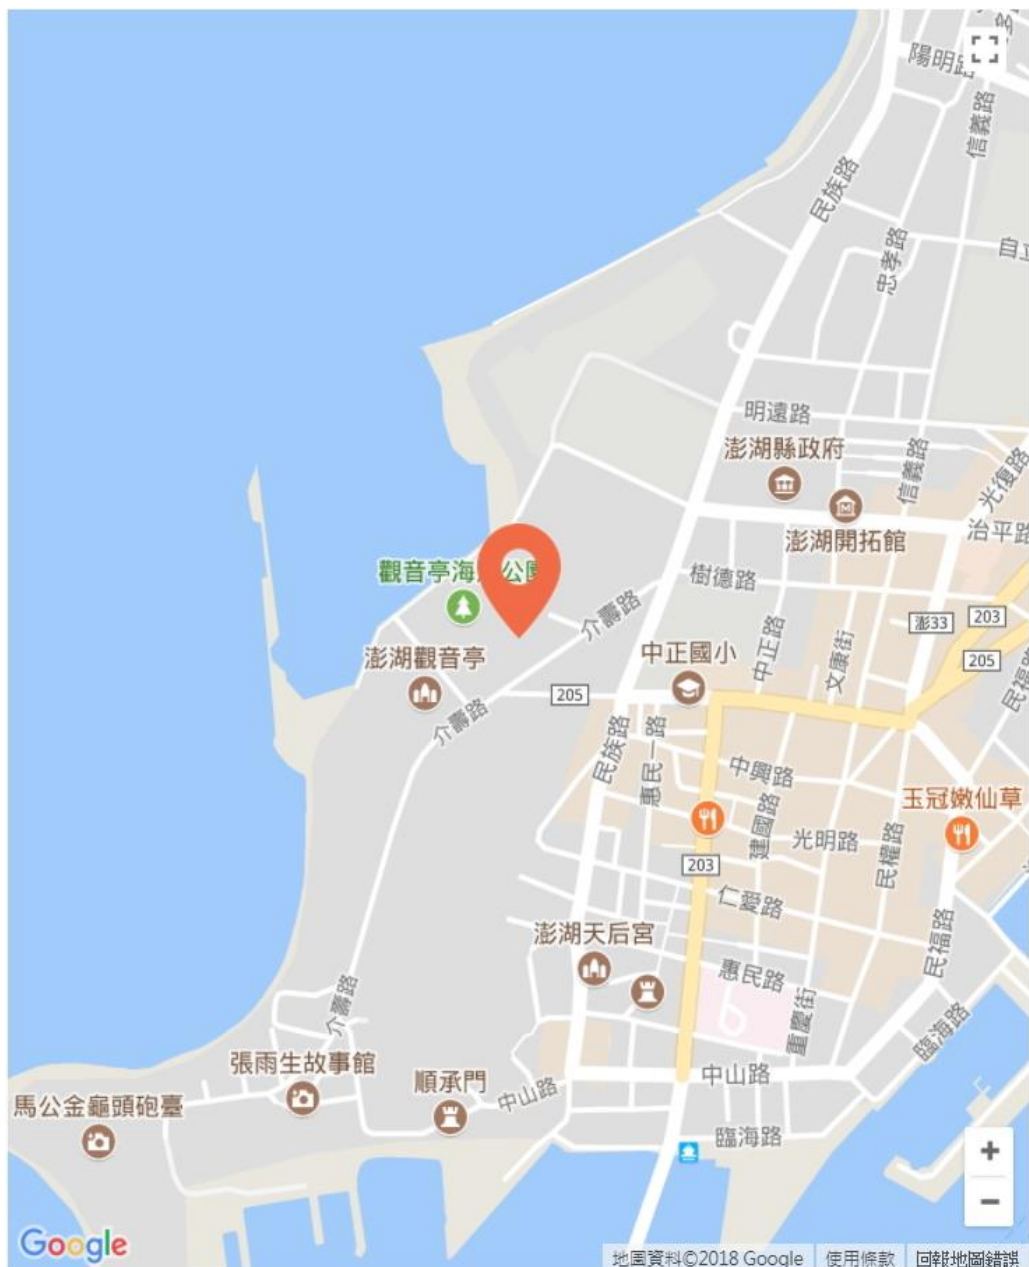 陽明路
信義路
民族路
忠孝路
自立
明遠路
澎湖縣政府
信義路
光復路
澎湖開拓館
治平路
觀音亭海
公園
樹德路
介壽路
中正路
文康街
澎33
203
205
民福路
澎湖觀音亭
中正國小
205
介壽路
民族路
惠民一路
中興路
建國路
光明路
民權路
玉冠嫩仙草
203
仁愛路
澎湖天后宮
惠民路
民福路
重慶街
臨海路
介壽路
張雨生故事館
順承門
中山路
中山路
馬公金龜頭砲臺
臨海路
+
−
Google
地圖資料©2018 Google
使用條款
回報地圖錯誤